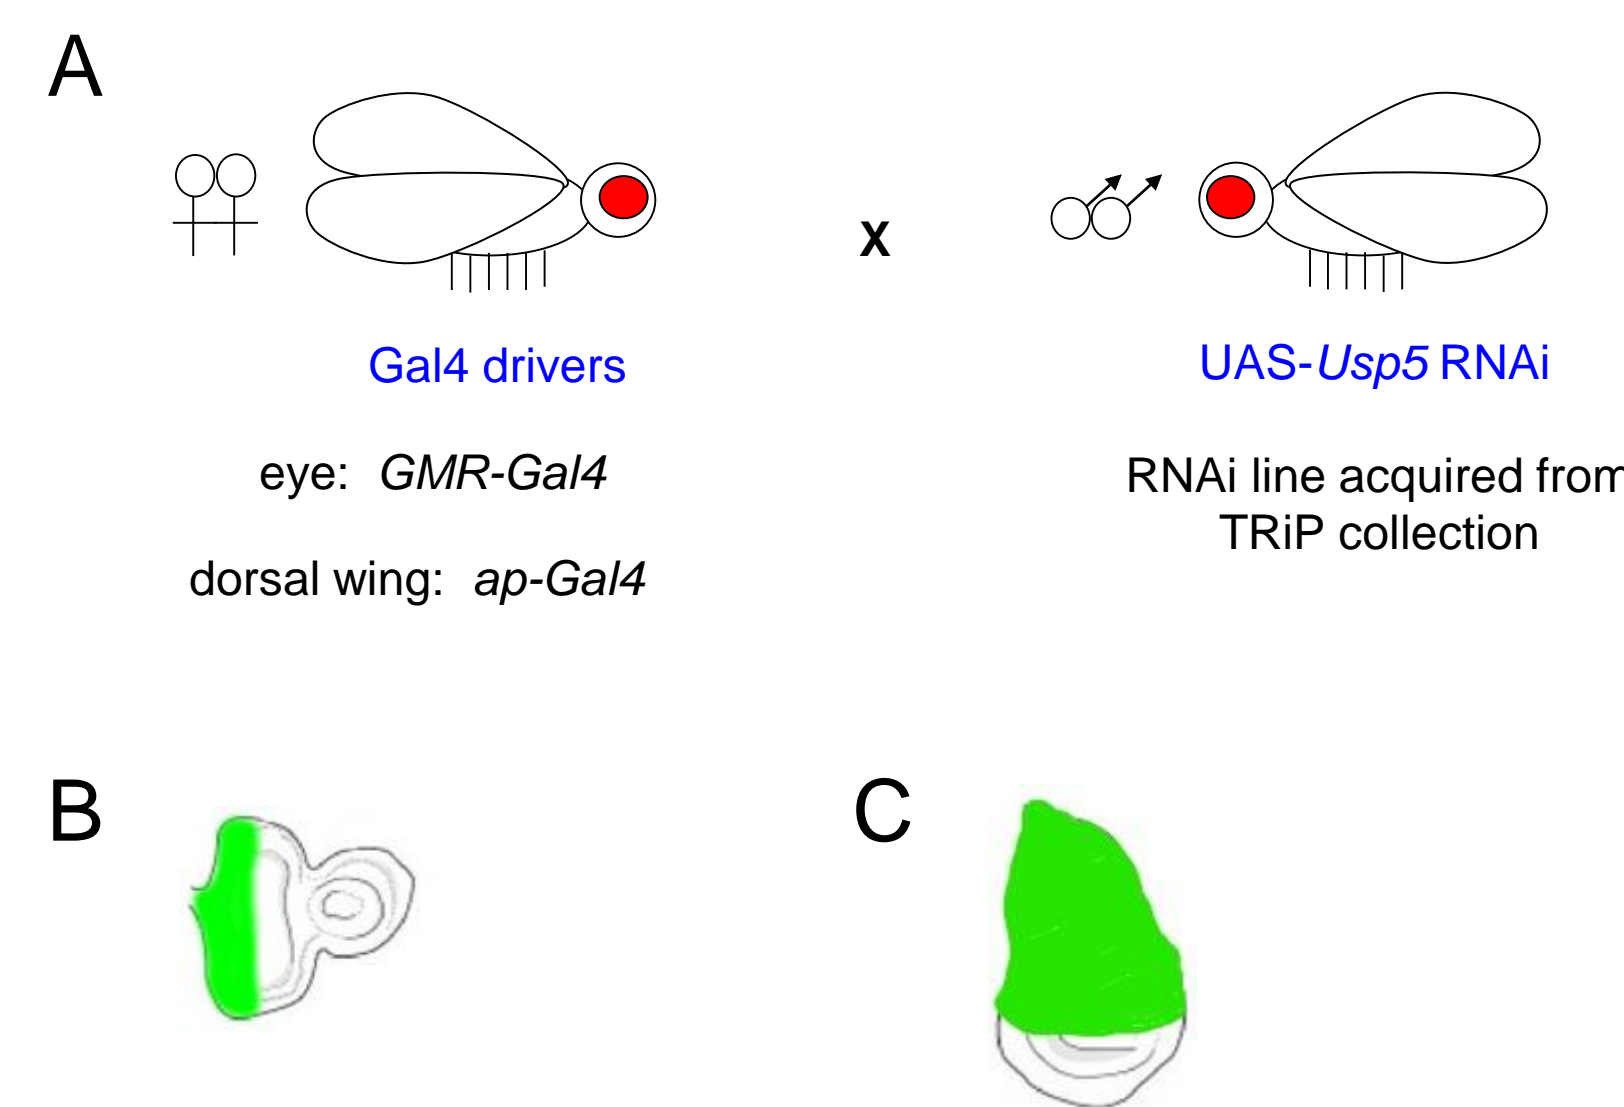 A
x
Gal4 drivers
UAS-Usp5 RNAi
eye: GMR-Gal4
RNAi line acquired from
TRiP collection
dorsal wing: ap-Gal4
B
C